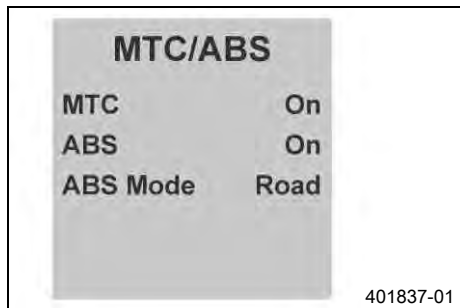 MTC/ABS
MTC On
ABS On
ABS Mode Road
401837-01